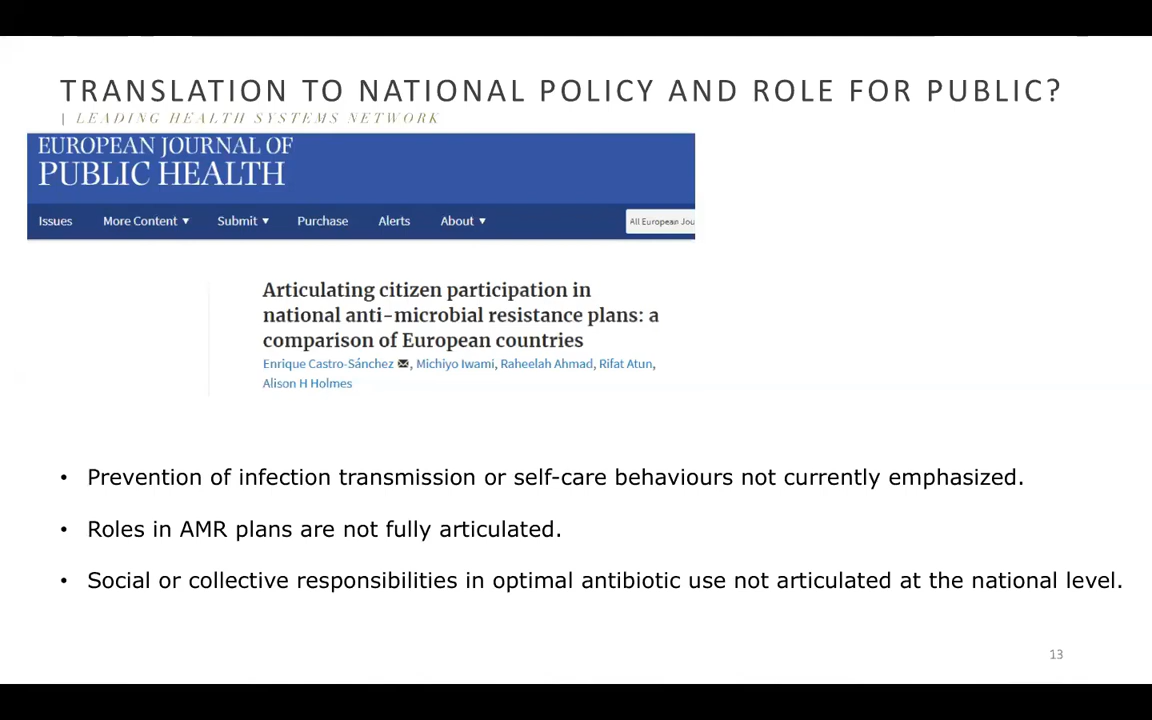 TRANSLATION TO NATIONAL POLICY AND ROLE FOR PUBLIC?
| LEADING HEALTH SYSTEMS NETWORK
EUROPEAN JOURNAL OF
PUBLIC HEALTH
Issues More Content ▼ Submit ▼ Purchase Alerts About ▼ All European Jou
Articulating citizen participation in
national anti-microbial resistance plans: a
comparison of European countries
Enrique Castro-Sánchez ✉, Michiyo Iwami, Raheelah Ahmad, Rifat Atun,
Alison H Holmes
• Prevention of infection transmission or self-care behaviours not currently emphasized.
• Roles in AMR plans are not fully articulated.
• Social or collective responsibilities in optimal antibiotic use not articulated at the national level.
13